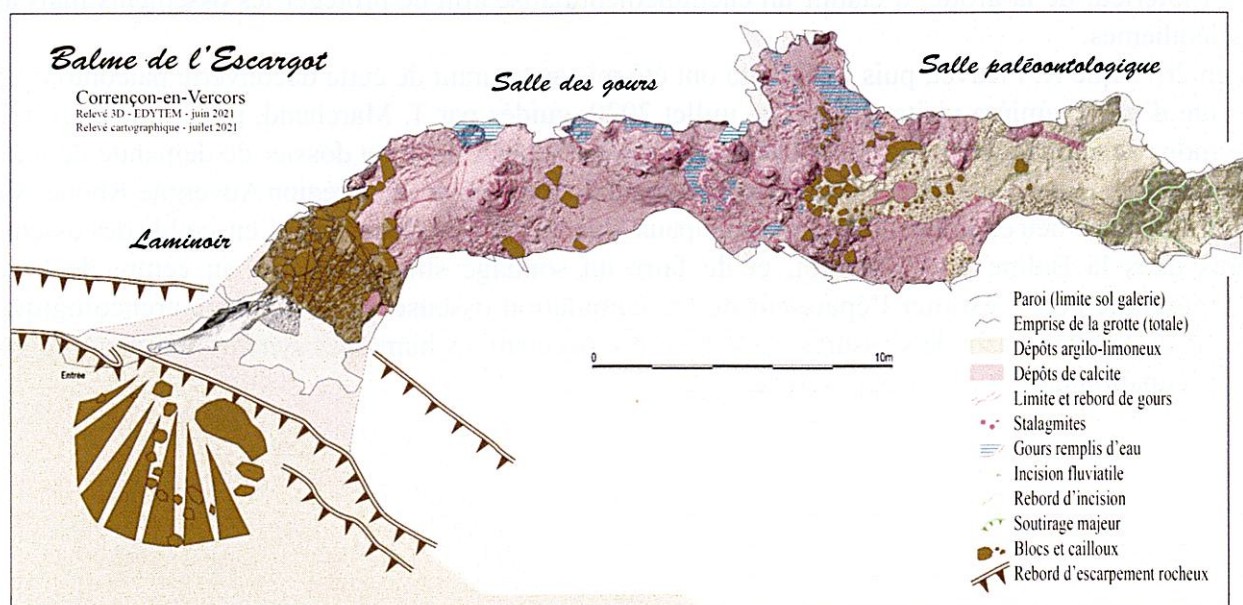 Balme de l'Escargot
Corrençon-en-Vercors
Relevé 3D - EDYTEM - juin 2021
Relevé cartographique - juilet 2021
Salle des gours
Salle paléontologique
Laminoir
Entrée
0
10m
Paroi (limite sol galerie)
Emprise de la grotte (totale)
Dépôts argilo-limoneux
Dépôts de calcite
Limite et rebord de gours
Stalagmites
Gours remplis d'eau
Incision fluviatile
Rebord d'incision
Soutirage majeur
Blocs et cailloux
Rebord d'escarpement rocheux